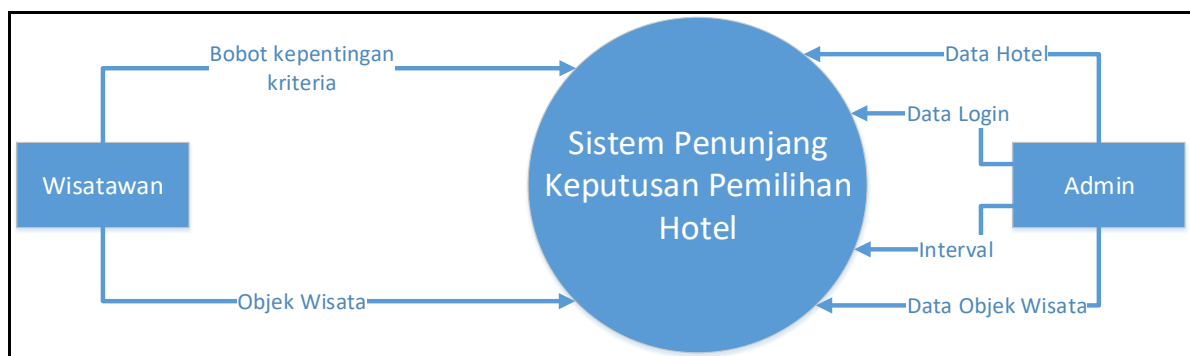 Bobot kepentingan
kriteria
Data Hotel
Data Login
Sistem Penunjang
Keputusan Pemilihan
Hotel
Wisatawan
Admin
Interval
Objek Wisata
Data Objek Wisata